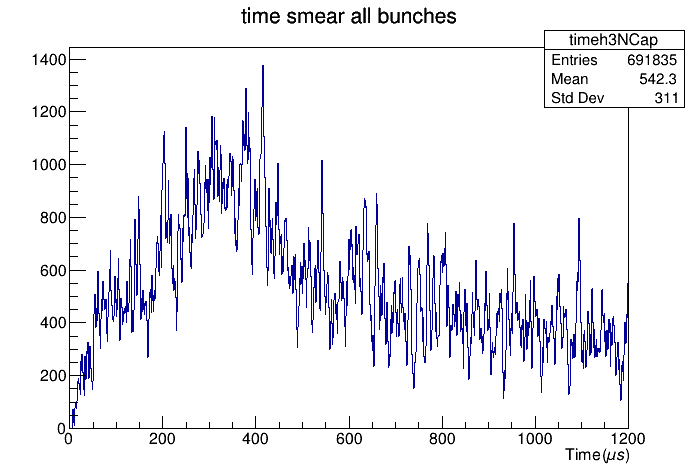 time smear all bunches
timeh3NCap
Entries 691835
Mean 542.3
Std Dev 311
1400
1200
1000
800
600
400
200
0
0 200 400 600 800 1000 1200
Time(μs)